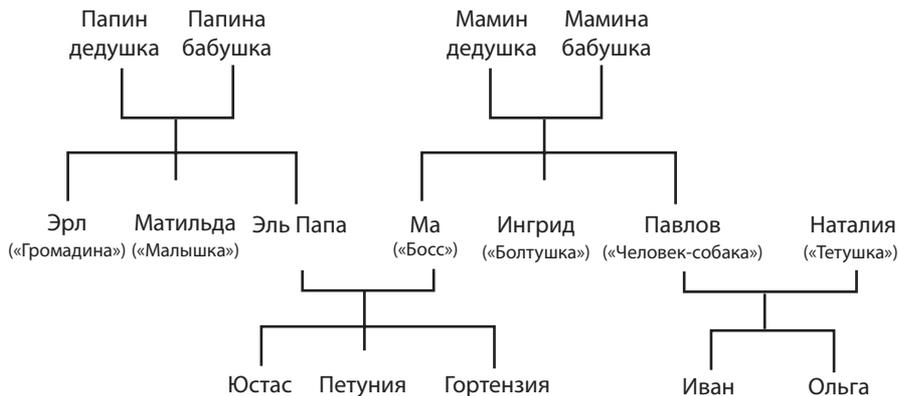 Папин дедушка
Папина бабушка
Мамин дедушка
Мамина бабушка
Эрл
(«Громадина»)
Матильда
(«Малышка»)
Эль Папа
Ма
(«Босс»)
Ингрид
(«Болтушка»)
Павлов
(«Человек-собака»)
Наталия
(«Тетушка»)
Юстас
Петуния
Гортензия
Иван
Ольга